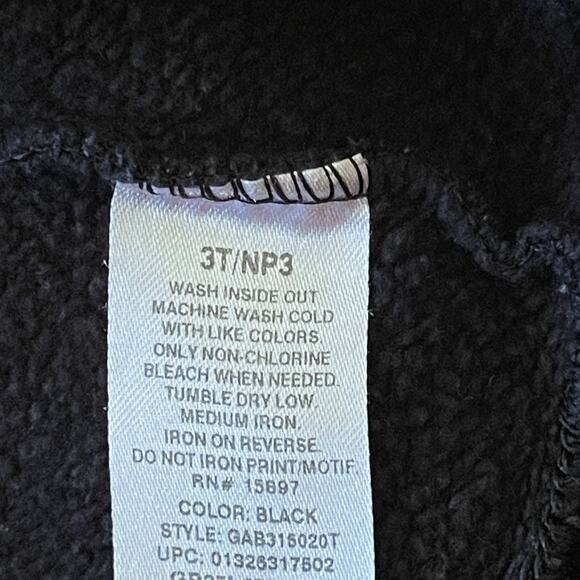 3T/NP3
WASH INSIDE OUT
MACHINE WASH COLD
WITH LIKE COLORS.
ONLY NON-CHLORINE
BLEACH WHEN NEEDED.
TUMBLE DRY LOW.
MEDIUM IRON.
IRON ON REVERSE.
DO NOT IRON PRINT/MOTIF.
RN# 15697
COLOR: BLACK
STYLE: GAB315020T
UPC: 01326317502